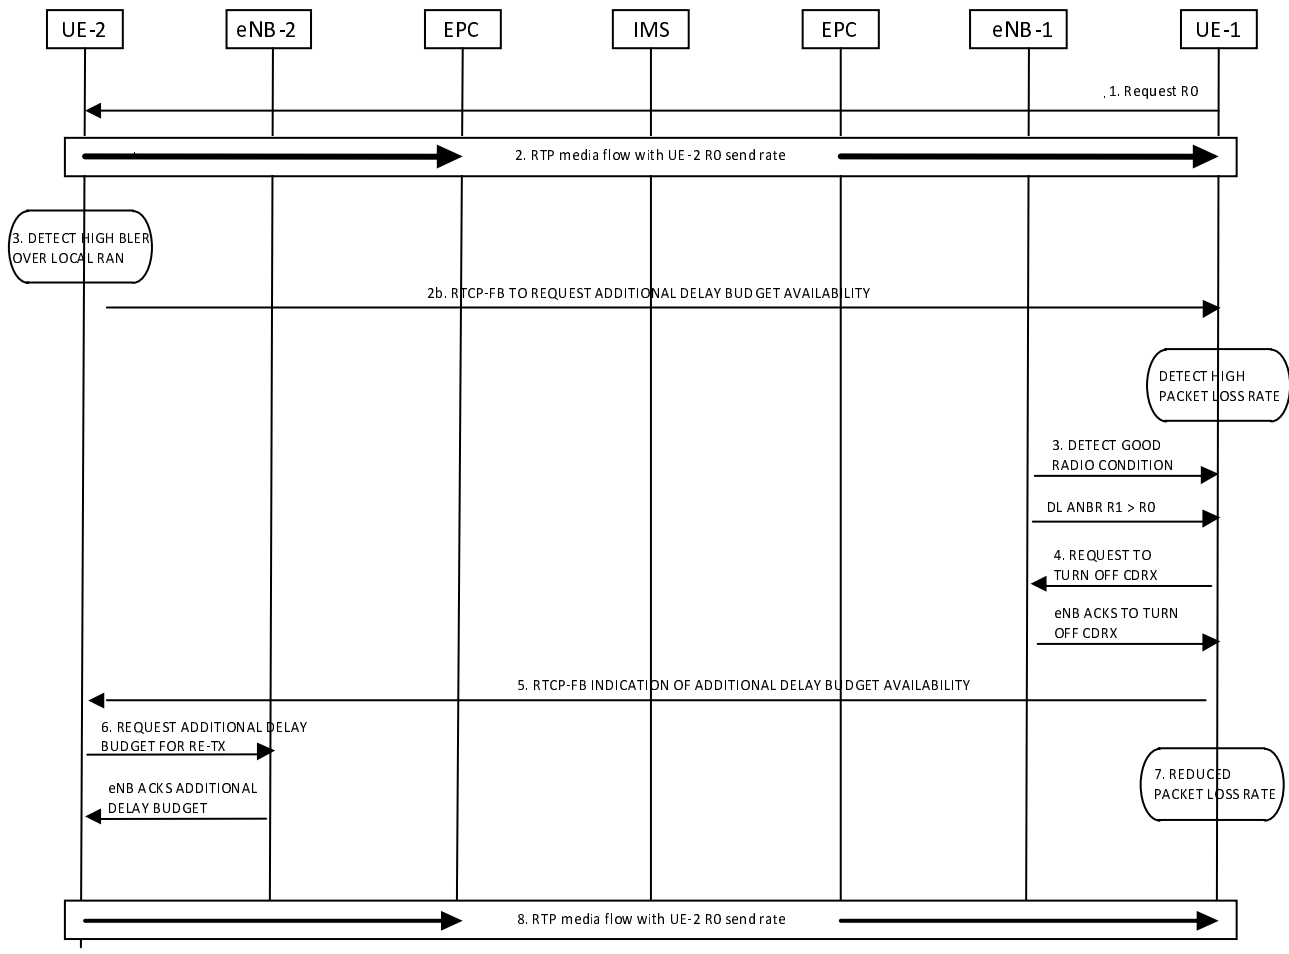 UE-2
eNB-2
EPC
IMS
EPC
eNB-1
UE-1
1. Request R0
2. RTP media flow with UE-2 R0 send rate
3. DETECT HIGH BLER
OVER LOCAL RAN
2b. RTCP-FB TO REQUEST ADDITIONAL DELAY BUDGET AVAILABILITY
DETECT HIGH
PACKET LOSS RATE
3. DETECT GOOD
RADIO CONDITION
DL ANBR R1 > R0
4. REQUEST TO
TURN OFF CDRX
eNB ACKS TO TURN
OFF CDRX
5. RTCP-FB INDICATION OF ADDITIONAL DELAY BUDGET AVAILABILITY
6. REQUEST ADDITIONAL DELAY
BUDGET FOR RE-TX
7. REDUCED
PACKET LOSS RATE
eNB ACKS ADDITIONAL
DELAY BUDGET
8. RTP media flow with UE-2 R0 send rate